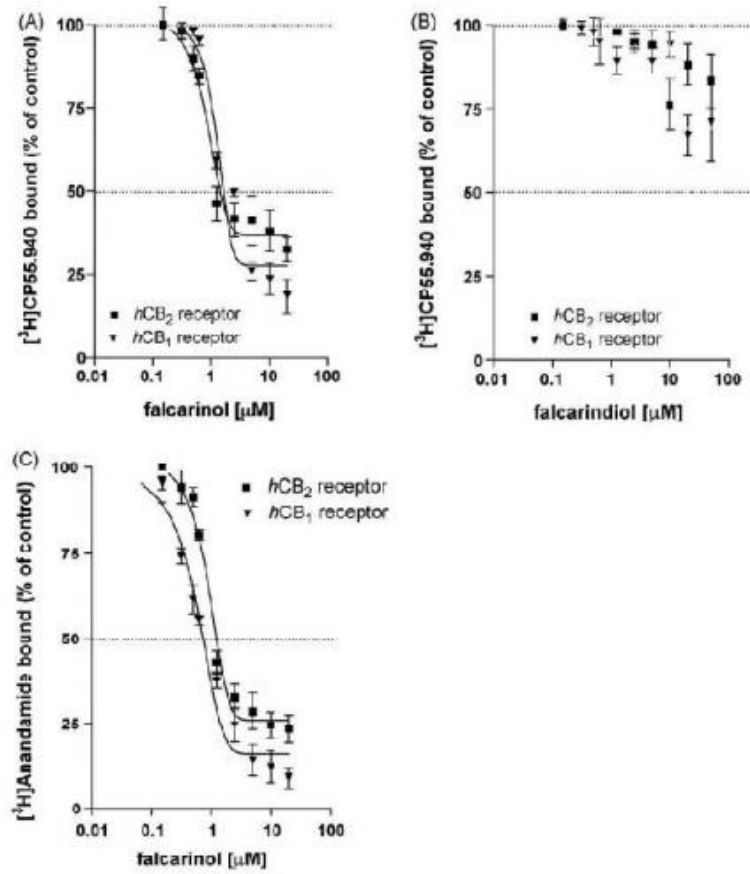 (A)
[³H]CP55.940 bound (% of control)
100
75
50
25
0
■ hCB₂ receptor
▼ hCB₁ receptor
0.01 0.1 1 10 100
falcarinol [μM]
(B)
[³H]CP55.940 bound (% of control)
100
75
50
25
0
■ hCB₂ receptor
▼ hCB₁ receptor
0.01 0.1 1 10 100
falcarindiol [μM]
(C)
[³H]Anandamide bound (% of control)
100
75
50
25
0
■ hCB₂ receptor
▼ hCB₁ receptor
0.01 0.1 1 10 100
falcarinol [μM]